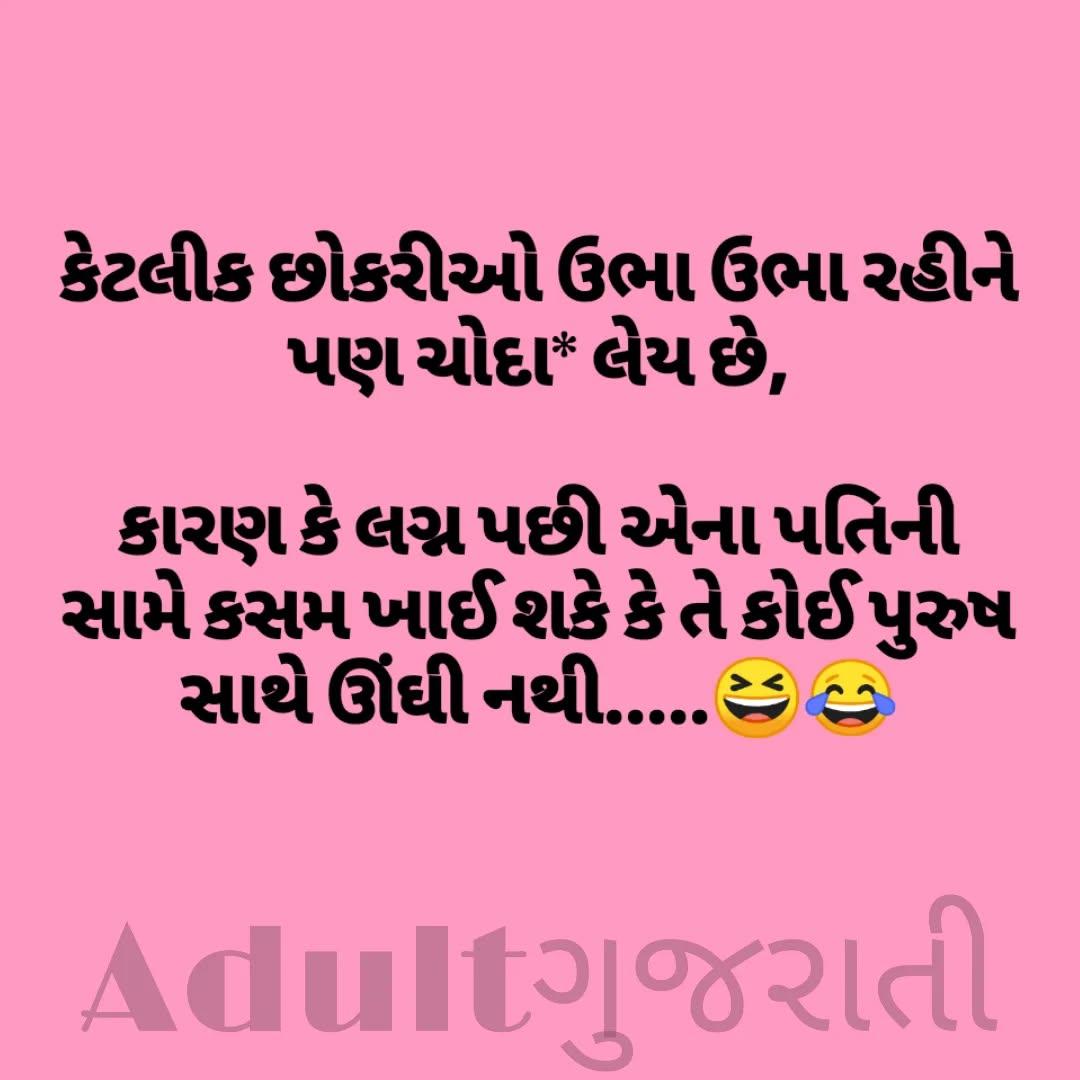 કેટલીક છોકરીઓ ઉભા ઉભા રહીને
પણ ચોદા* લેય છે,
કારણ કે લગ્ન પછી એના પતિની
સામે કસમ ખાઈ શકે કે તે કોઈ પુરુષ
સાથે ઊંઘી નથી.....😆😂
Adultગુજરાતી